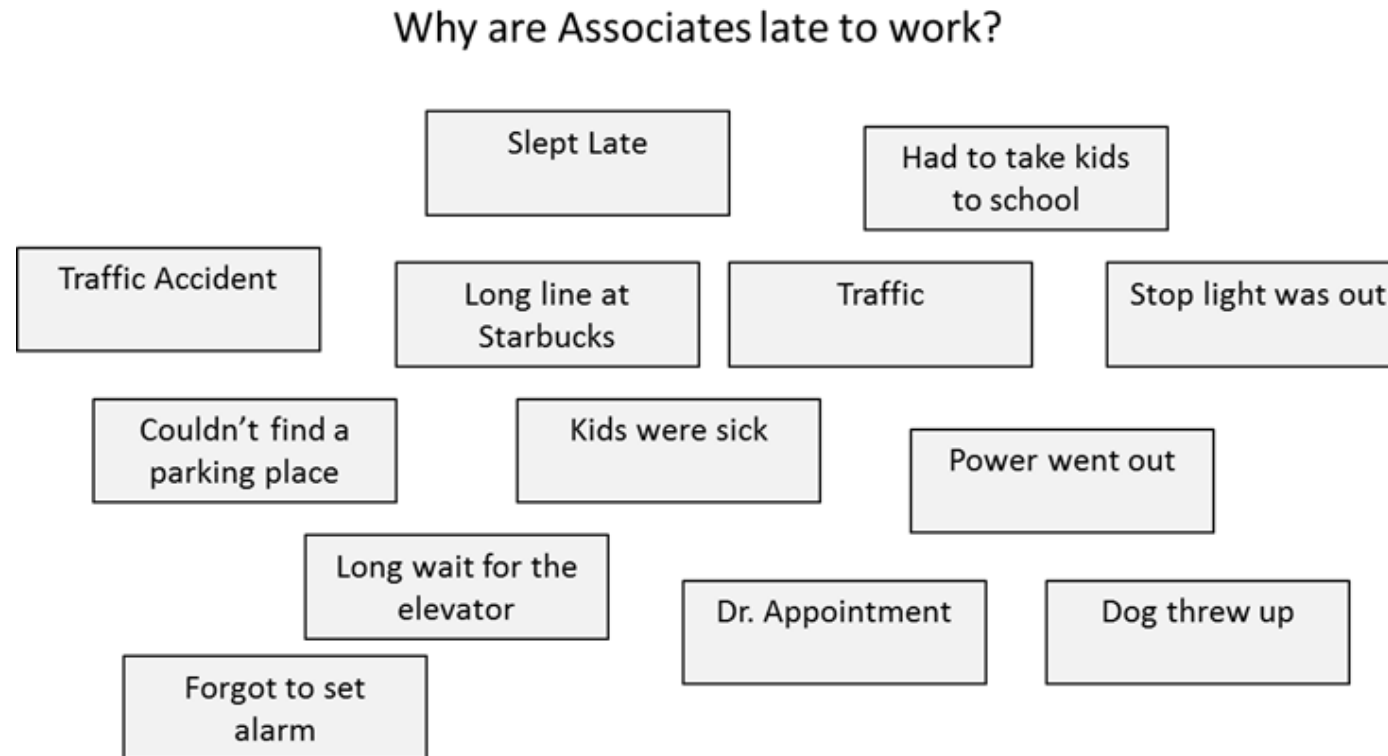 Why are Associates late to work?
Slept Late
Had to take kids
to school
Traffic Accident
Long line at
Starbucks
Traffic
Stop light was out
Couldn’t find a
parking place
Kids were sick
Power went out
Long wait for the
elevator
Dr. Appointment
Dog threw up
Forgot to set
alarm